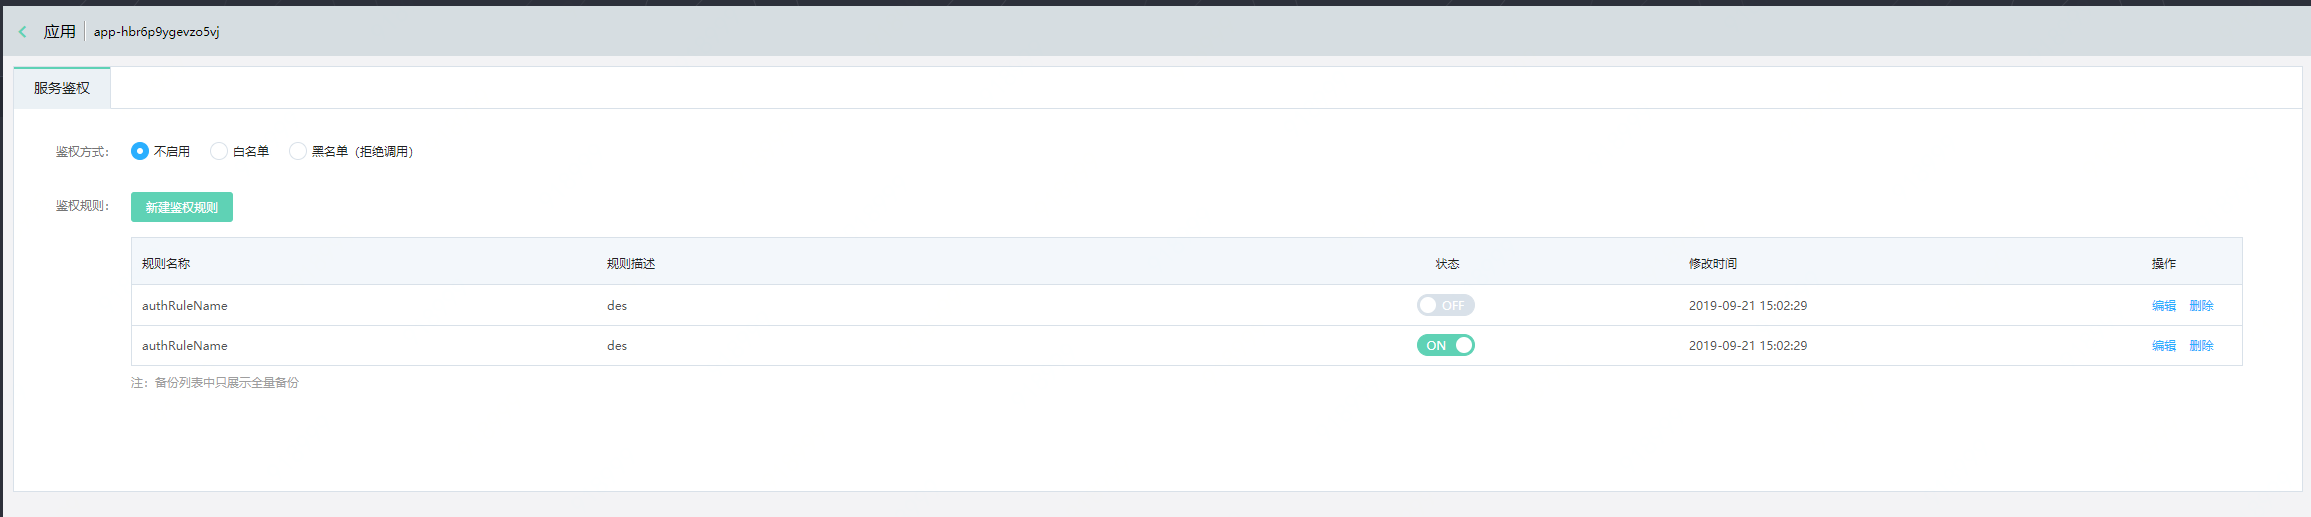 应用 app-hbr6p9ygevzo5vj
服务鉴权
鉴权方式： 不启用 白名单 黑名单（拒绝调用）
鉴权规则： 新建鉴权规则
规则名称 规则描述 状态 修改时间 操作
authRuleName des OFF 2019-09-21 15:02:29 编辑 删除
authRuleName des ON 2019-09-21 15:02:29 编辑 删除
注：备份列表中只展示全量备份